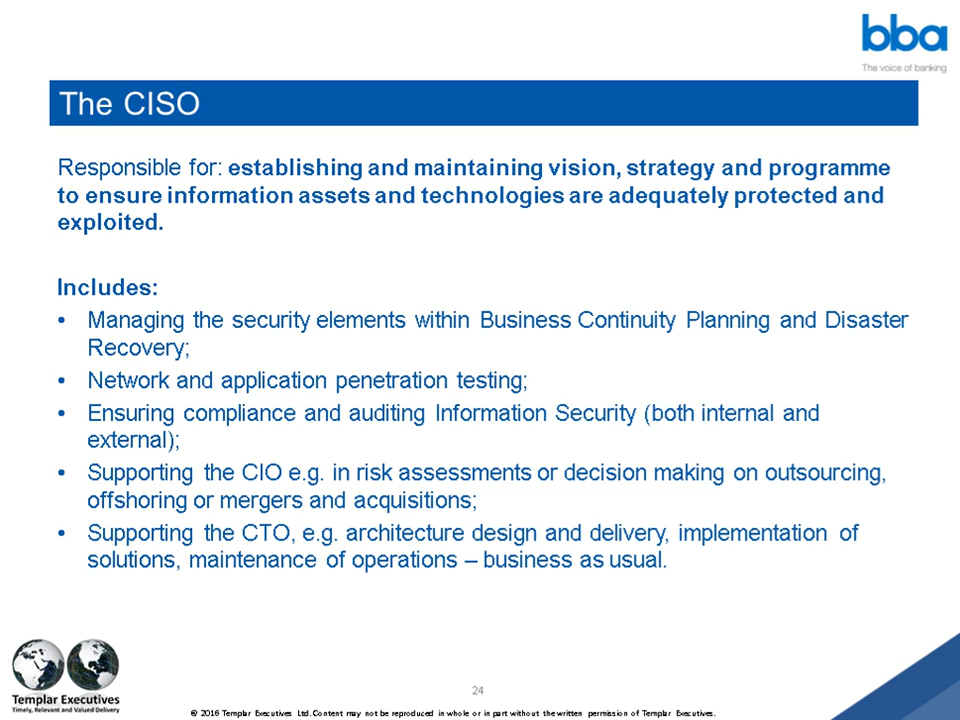 bba
The voice of banking
The CISO
Responsible for: establishing and maintaining vision, strategy and programme
to ensure information assets and technologies are adequately protected and
exploited.
Includes:
• Managing the security elements within Business Continuity Planning and Disaster
Recovery;
• Network and application penetration testing;
• Ensuring compliance and auditing Information Security (both internal and
external);
• Supporting the CIO e.g. in risk assessments or decision making on outsourcing,
offshoring or mergers and acquisitions;
• Supporting the CTO, e.g. architecture design and delivery, implementation of
solutions, maintenance of operations – business as usual.
Templar Executives
Timely, Relevant and Valued Delivery
24
© 2016 Templar Executives Ltd. Content may not be reproduced in whole or in part without the written permission of Templar Executives.